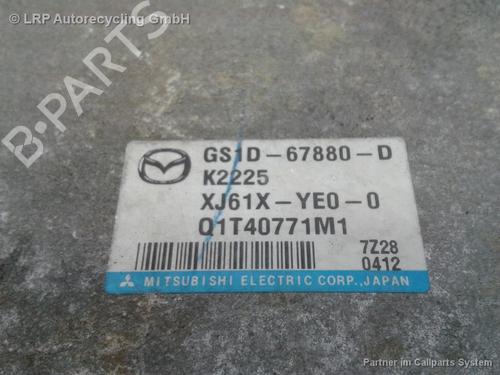 LRP Autorecycling GmbH
GS1D-67880-D
K2225
XJ61X-YE0-0
Q1T40771M1
7Z28
0412
MITSUBISHI ELECTRIC CORP.,JAPAN
Partner im Callparts System